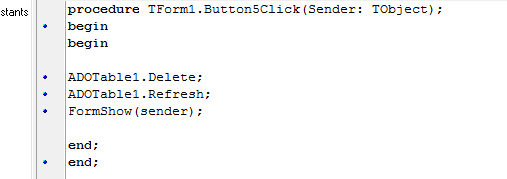 procedure TForm1.Button5Click(Sender: TObject);
stants
begin
begin
ADOTable1.Delete;
ADOTable1.Refresh;
FormShow(sender);
end;
end;